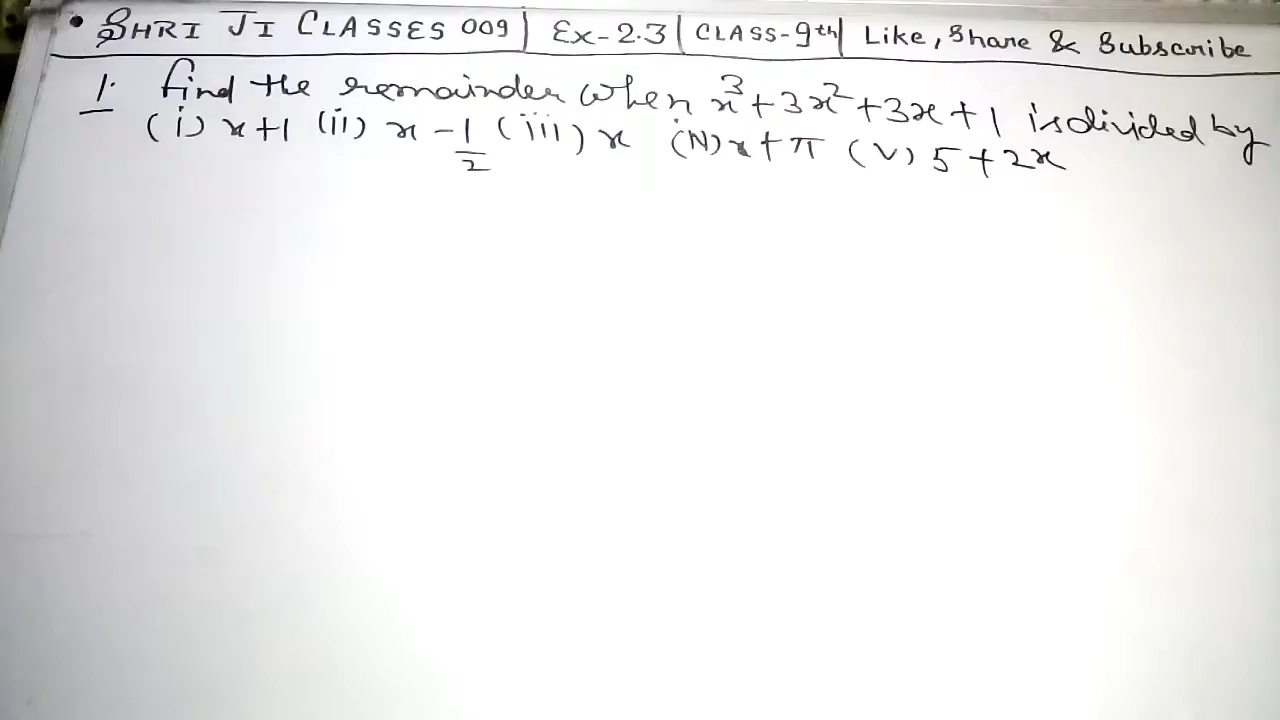 • SHRI JI CLASSES 009 | Ex-2.3 | CLASS-9th | Like, Share & Subscribe
1. find the remainder when x³+3x²+3x+1 is divided by
(i) x+1 (ii) x-1/2 (iii) x (iv) x+π (v) 5+2x